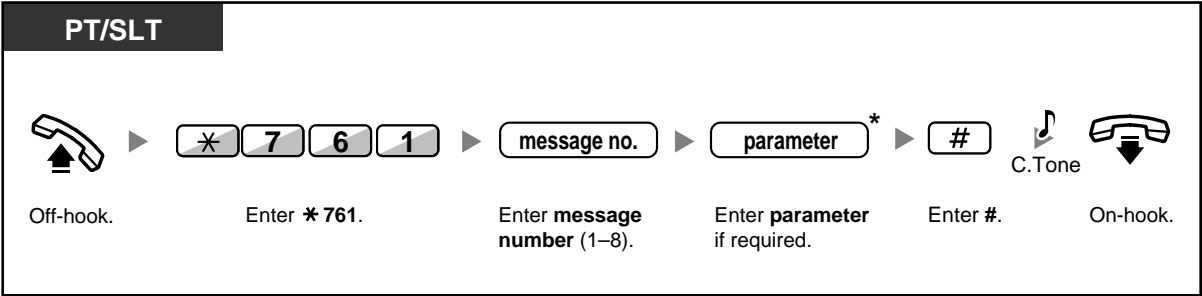 PT/SLT
✳ 7 6 1 message no. parameter * #
C.Tone
Off-hook. Enter ✳ 761. Enter message Enter parameter Enter #. On-hook.
number (1–8). if required.